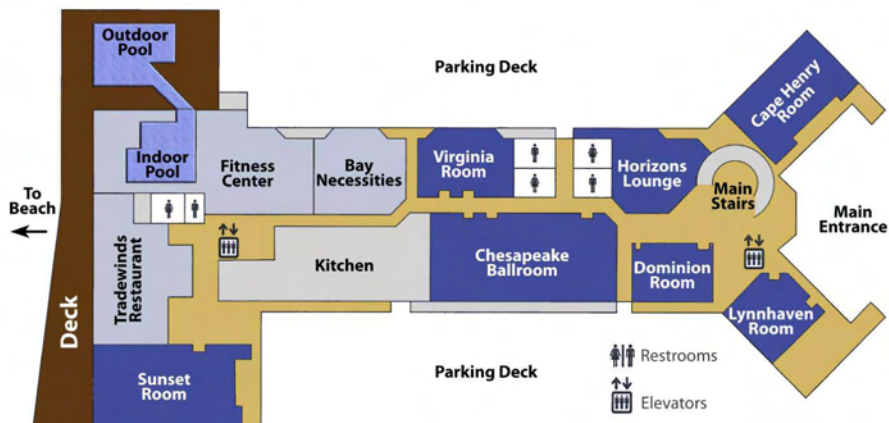 Outdoor
Pool
Parking Deck
Cape Henry
Room
Indoor
Pool
Fitness
Center
Bay
Necessities
Virginia
Room
Horizons
Lounge
Main
Stairs
To
Beach
Main
Entrance
Tradewinds
Restaurant
Kitchen
Chesapeake
Ballroom
Dominion
Room
Lynnhaven
Room
Deck
Sunset
Room
Parking Deck
Restrooms
Elevators